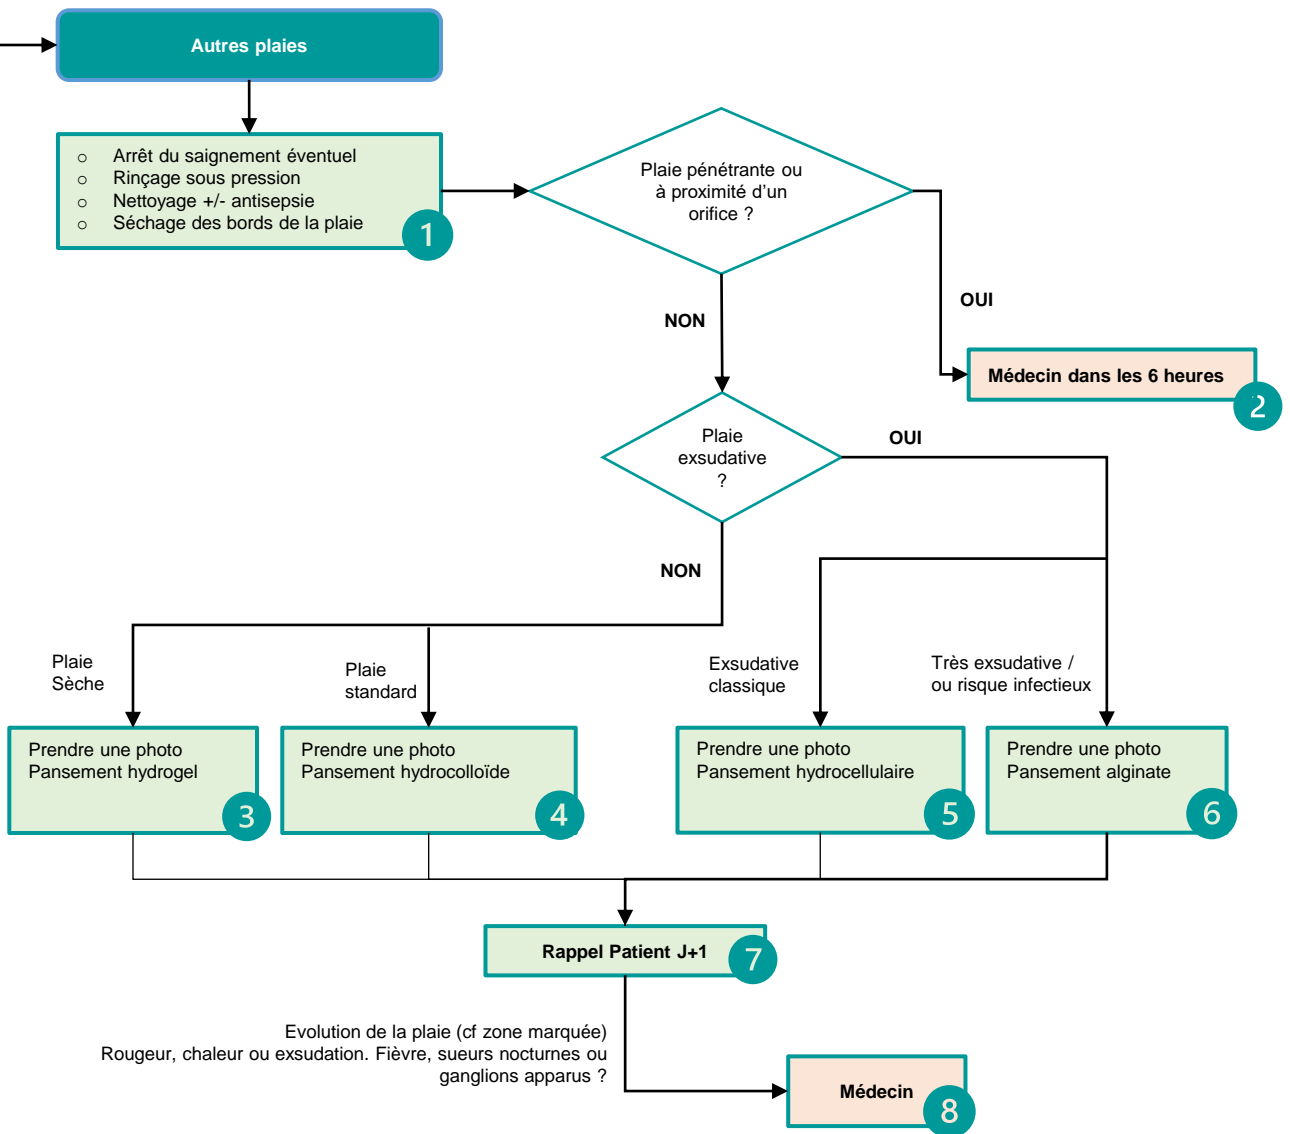 Autres plaies
o Arrêt du saignement éventuel
o Rinçage sous pression
o Nettoyage +/- antisepsie
o Séchage des bords de la plaie
1
Plaie pénétrante ou
à proximité d’un
orifice ?
OUI
NON
Médecin dans les 6 heures
2
Plaie
exsudative
?
OUI
NON
Plaie
Sèche
Plaie
standard
Exsudative
classique
Très exsudative /
ou risque infectieux
Prendre une photo
Pansement hydrogel
3
Prendre une photo
Pansement hydrocolloïde
4
Prendre une photo
Pansement hydrocellulaire
5
Prendre une photo
Pansement alginate
6
Rappel Patient J+1
7
Evolution de la plaie (cf zone marquée)
Rougeur, chaleur ou exsudation. Fièvre, sueurs nocturnes ou
ganglions apparus ?
Médecin
8